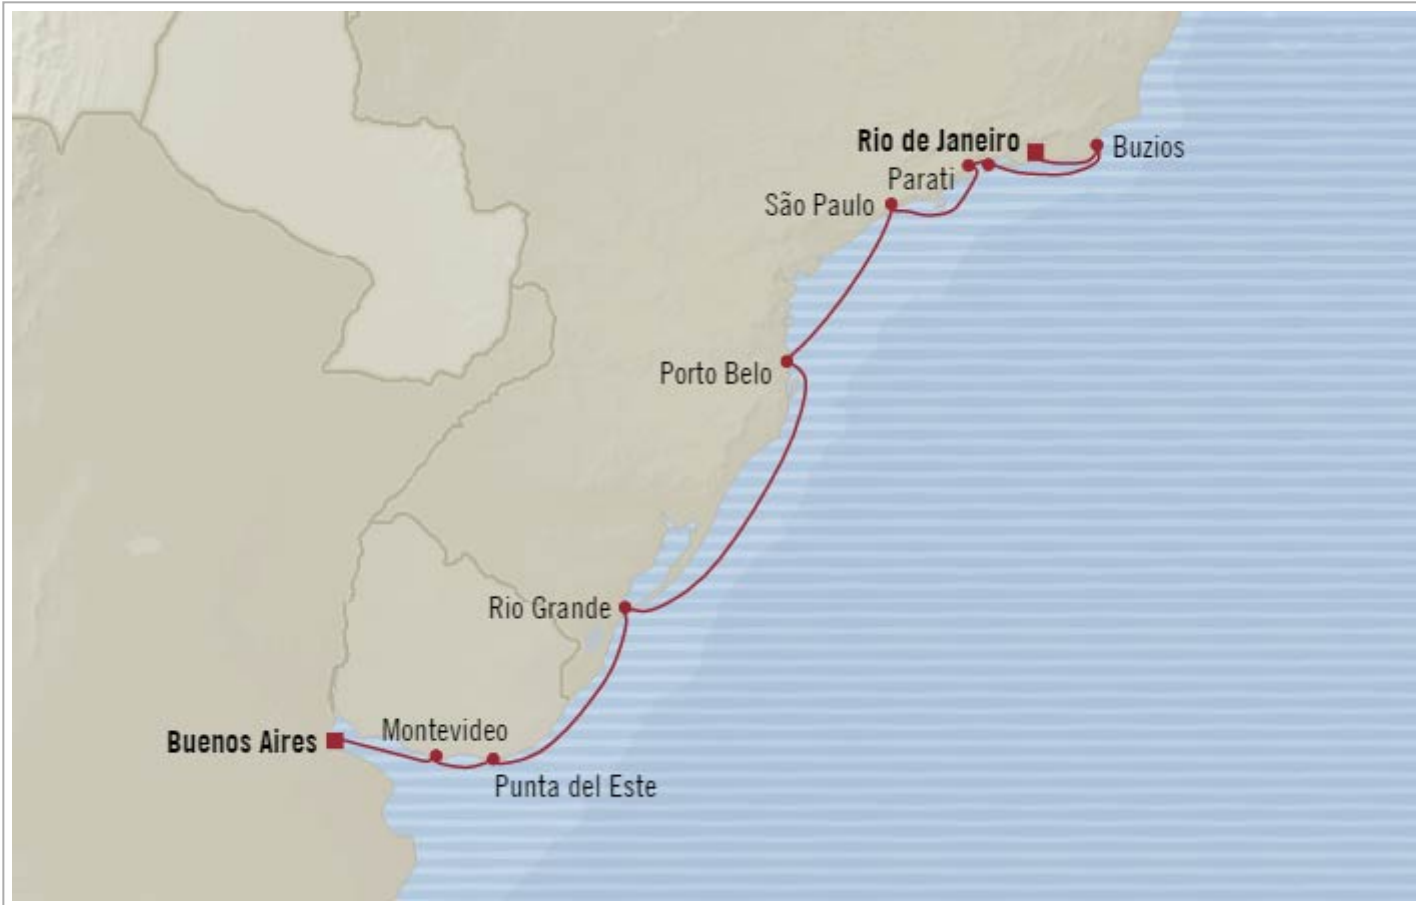 Rio de Janeiro
Buzios
Parati
São Paulo
Porto Belo
Rio Grande
Montevideo
Buenos Aires
Punta del Este